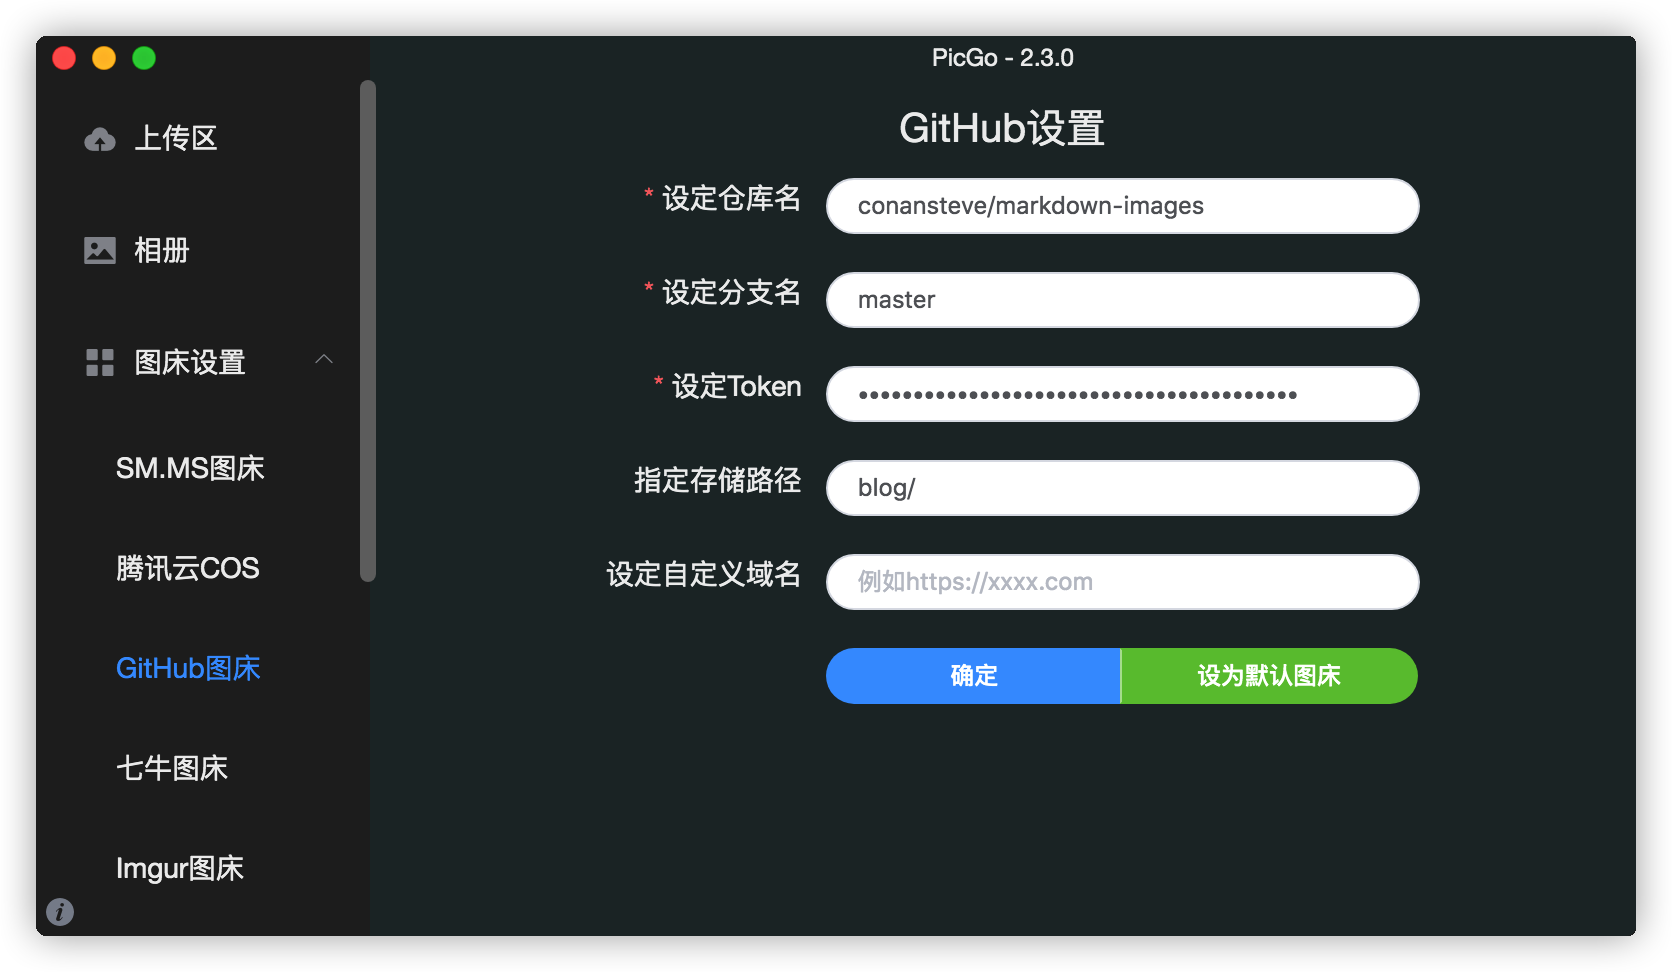 PicGo - 2.3.0
上传区
相册
图床设置
SM.MS图床
腾讯云COS
GitHub图床
七牛图床
Imgur图床
GitHub设置
* 设定仓库名
conansteve/markdown-images
* 设定分支名
master
* 设定Token
••••••••••••••••••••••••••••••••••••••••
指定存储路径
blog/
设定自定义域名
例如https://xxxx.com
确定
设为默认图床